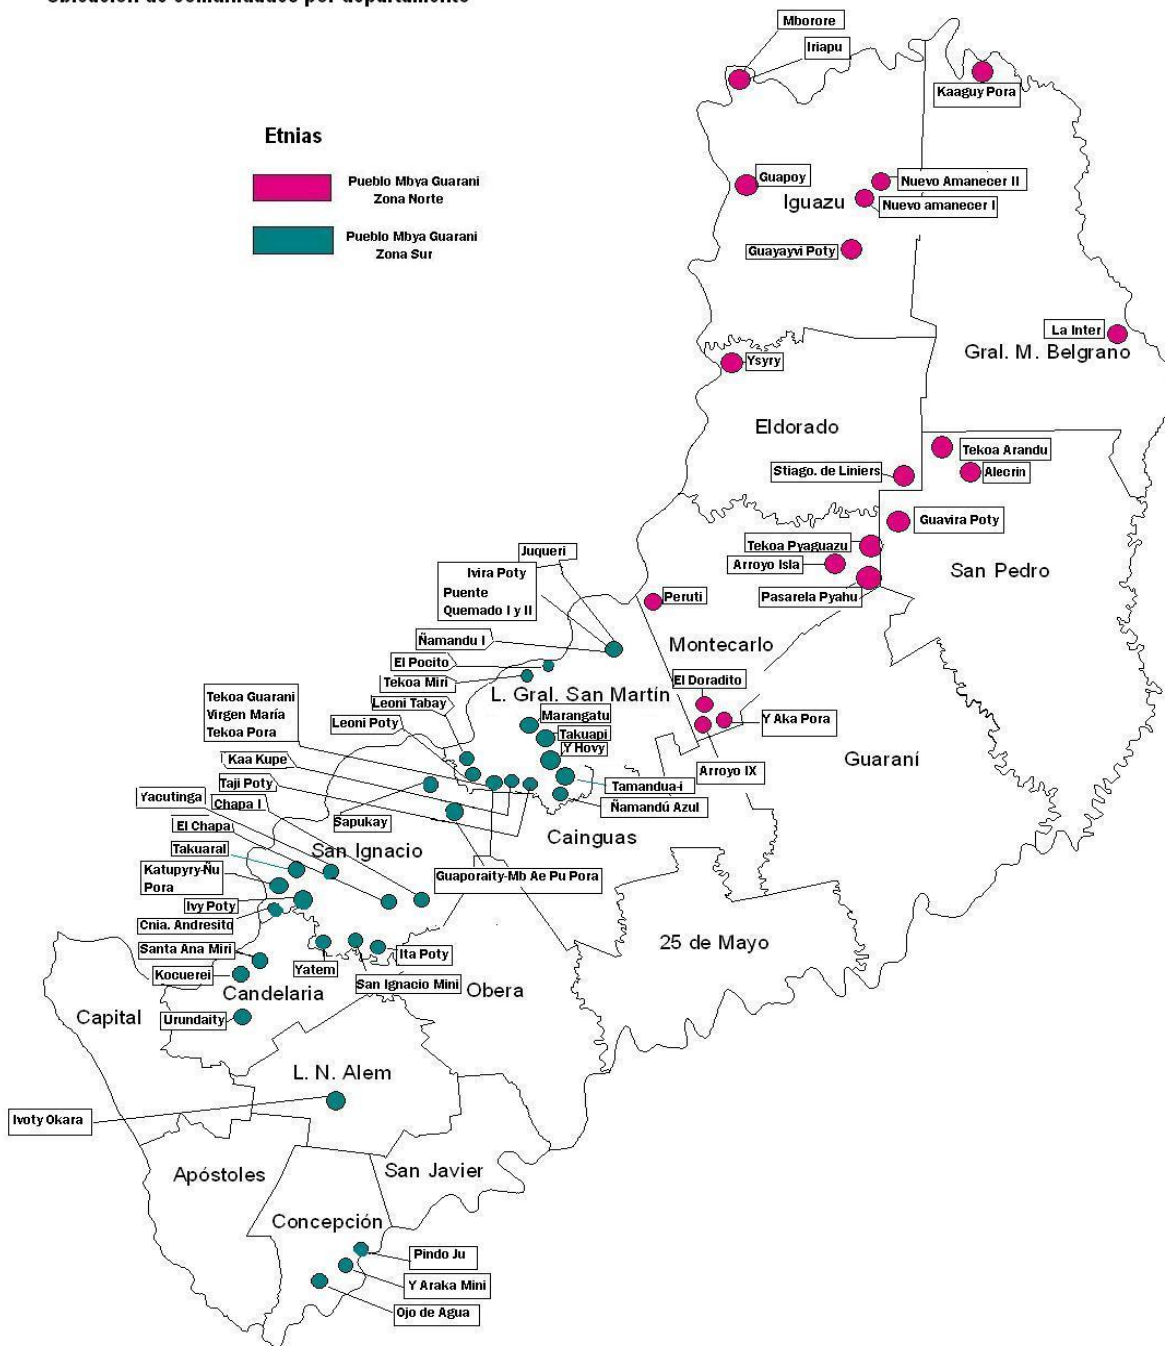 Ubicación de comunidades por departamento
Mborore
Iriapu
Kaaguy Pora
Etnias
Pueblo Mbya Guarani
Zona Norte
Pueblo Mbya Guarani
Zona Sur
Guapoy
Nuevo Amanecer II
Iguazu
Nuevo amanecer I
Guayayvi Poty
La Inter
Gral. M. Belgrano
Ysyry
Eldorado
Tekoa Arandu
Stiago. de Liniers
Alecrin
Guavira Poty
Tekoa Pyaguazu
Juqueri
Arroyo Isla
San Pedro
Ivira Poty
Puente
Quemado I y II
Peruti
Pasarela Pyahu
Ñamandu I
Montecarlo
El Pocito
Tekoa Miri
El Doradito
L. Gral. San Martín
Tekoa Guarani
Virgen María
Tekoa Pora
Leoni Tabay
Leoni Poty
Marangatu
Takuapi
Y Hovy
Y Aka Pora
Kaa Kupe
Guaraní
Arroyo IX
Taji Poty
Tamandua-i
Yacutinga
Chapa I
Ñamandú Azul
El Chapa
Sapukay
Cainguas
Takuaral
San Ignacio
Katupyry-Ñu
Pora
Guaporaity-Mb Ae Pu Pora
Ivy Poty
Cnia. Andresito
25 de Mayo
Santa Ana Miri
Ita Poty
Kocuerei
Yatem
San Ignacio Mini
Candelaria
Obera
Capital
Urundaity
L. N. Alem
Ivoty Okara
Apóstoles
San Javier
Concepción
Pindo Ju
Y Araka Mini
Ojo de Agua